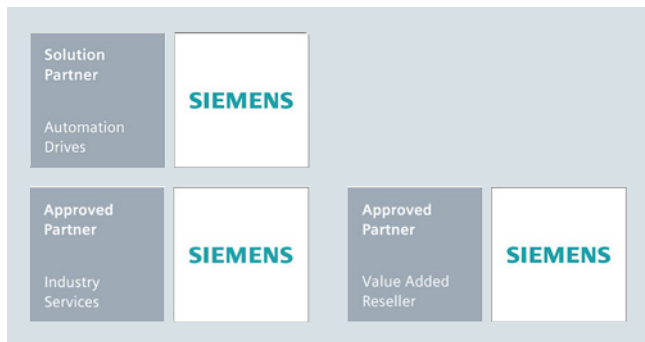 Solution
Partner
Automation
Drives
SIEMENS
Approved
Partner
Industry
Services
SIEMENS
Approved
Partner
Value Added
Reseller
SIEMENS